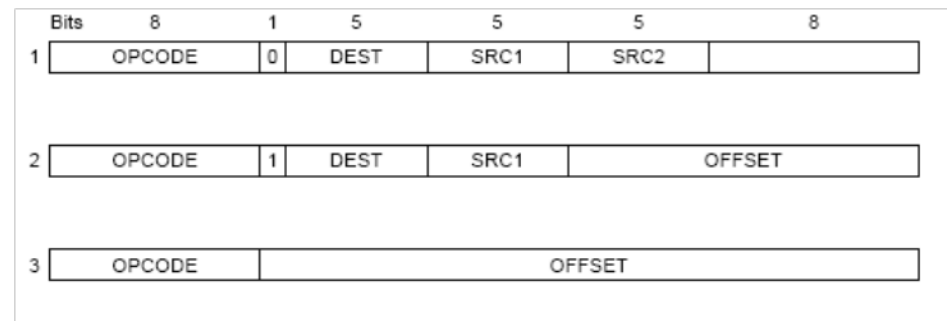 Bits 8 1 5 5 5 8
1 OPCODE 0 DEST SRC1 SRC2
2 OPCODE 1 DEST SRC1 OFFSET
3 OPCODE OFFSET